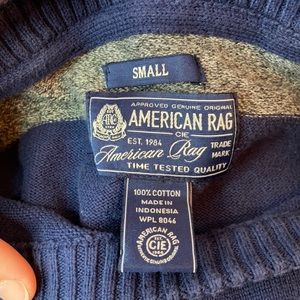 SMALL
APPROVED GENUINE ORIGINAL
AMERICAN RAG
CIE
EST. 1984
TRADE
MARK
American Rag
TIME TESTED QUALITY
100% COTTON
MADE IN
INDONESIA
WPL 8046
AMERICAN RAG
CIE